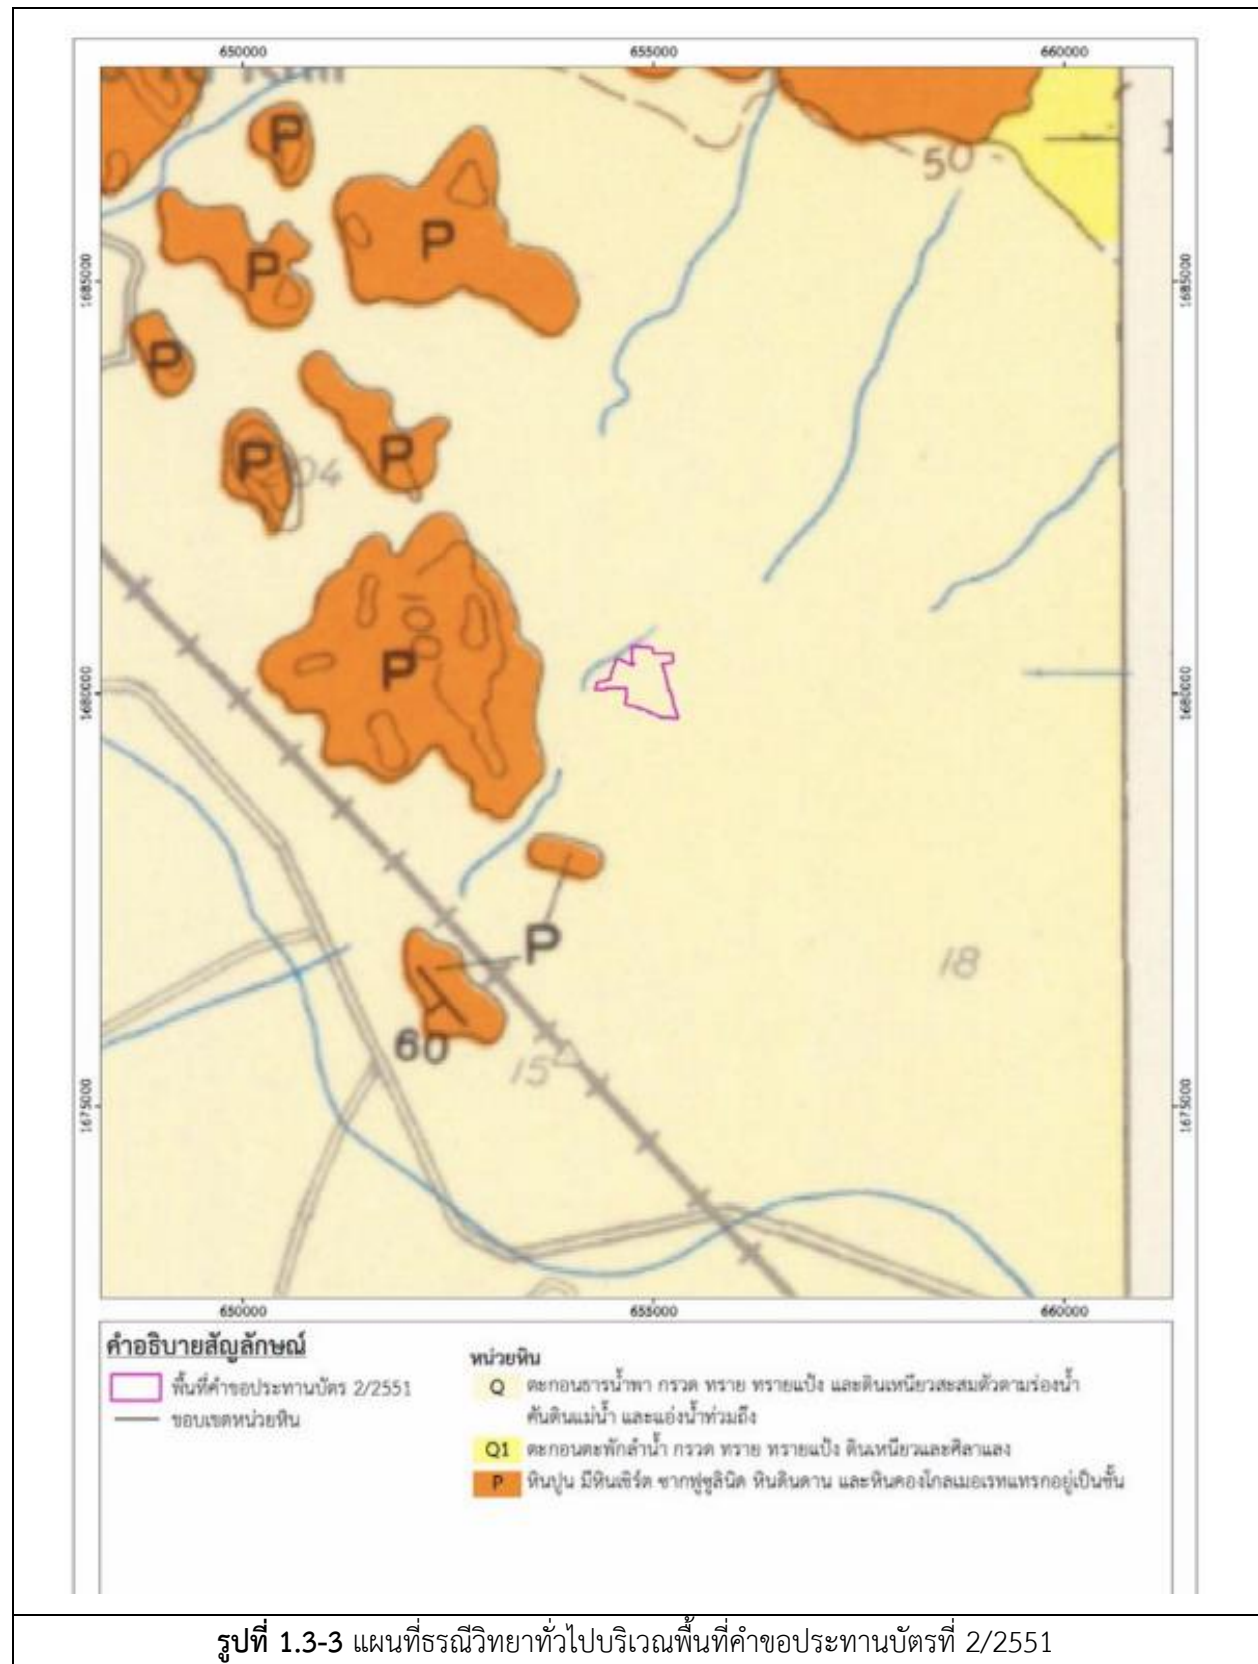 650000 655000 660000
P
50
P
P
1685000 1685000
P
P
P 104
10
P
1680000 1680000
P
18
60
15
1675000 1675000
650000 655000 660000
คำอธิบายสัญลักษณ์
พื้นที่คำขอประทานบัตร 2/2551
ขอบเขตหน่วยหิน
หน่วยหิน
Q ตะกอนธารน้ำพา กรวด ทราย ทรายแป้ง และดินเหนียวสะสมตัวตามร่องน้ำ
คันดินแม่น้ำ และแอ่งน้ำท่วมถึง
Q1 ตะกอนตะพักลำน้ำ กรวด ทราย ทรายแป้ง ดินเหนียวและศิลาแลง
P หินปูน มีหินเชิร์ต ซากฟูซูลินิด หินดินดาน และหินคองโกลเมอเรทแทรกอยู่เป็นชั้น
รูปที่ 1.3-3 แผนที่ธรณีวิทยาทั่วไปบริเวณพื้นที่คำขอประทานบัตรที่ 2/2551